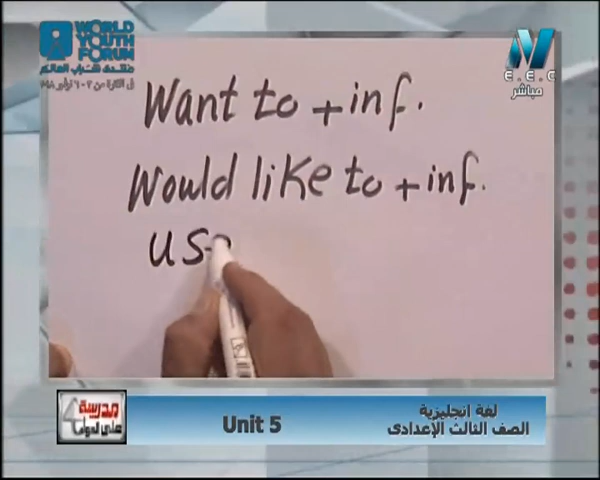 WORLD
YOUTH
FORUM
منتدى شباب العالم
E.E.C
مباشر
Want to + inf.
Would like to + inf.
us
مدرسة
على الهواء
Unit 5
لغة إنجليزية
الصف الثالث الإعدادى